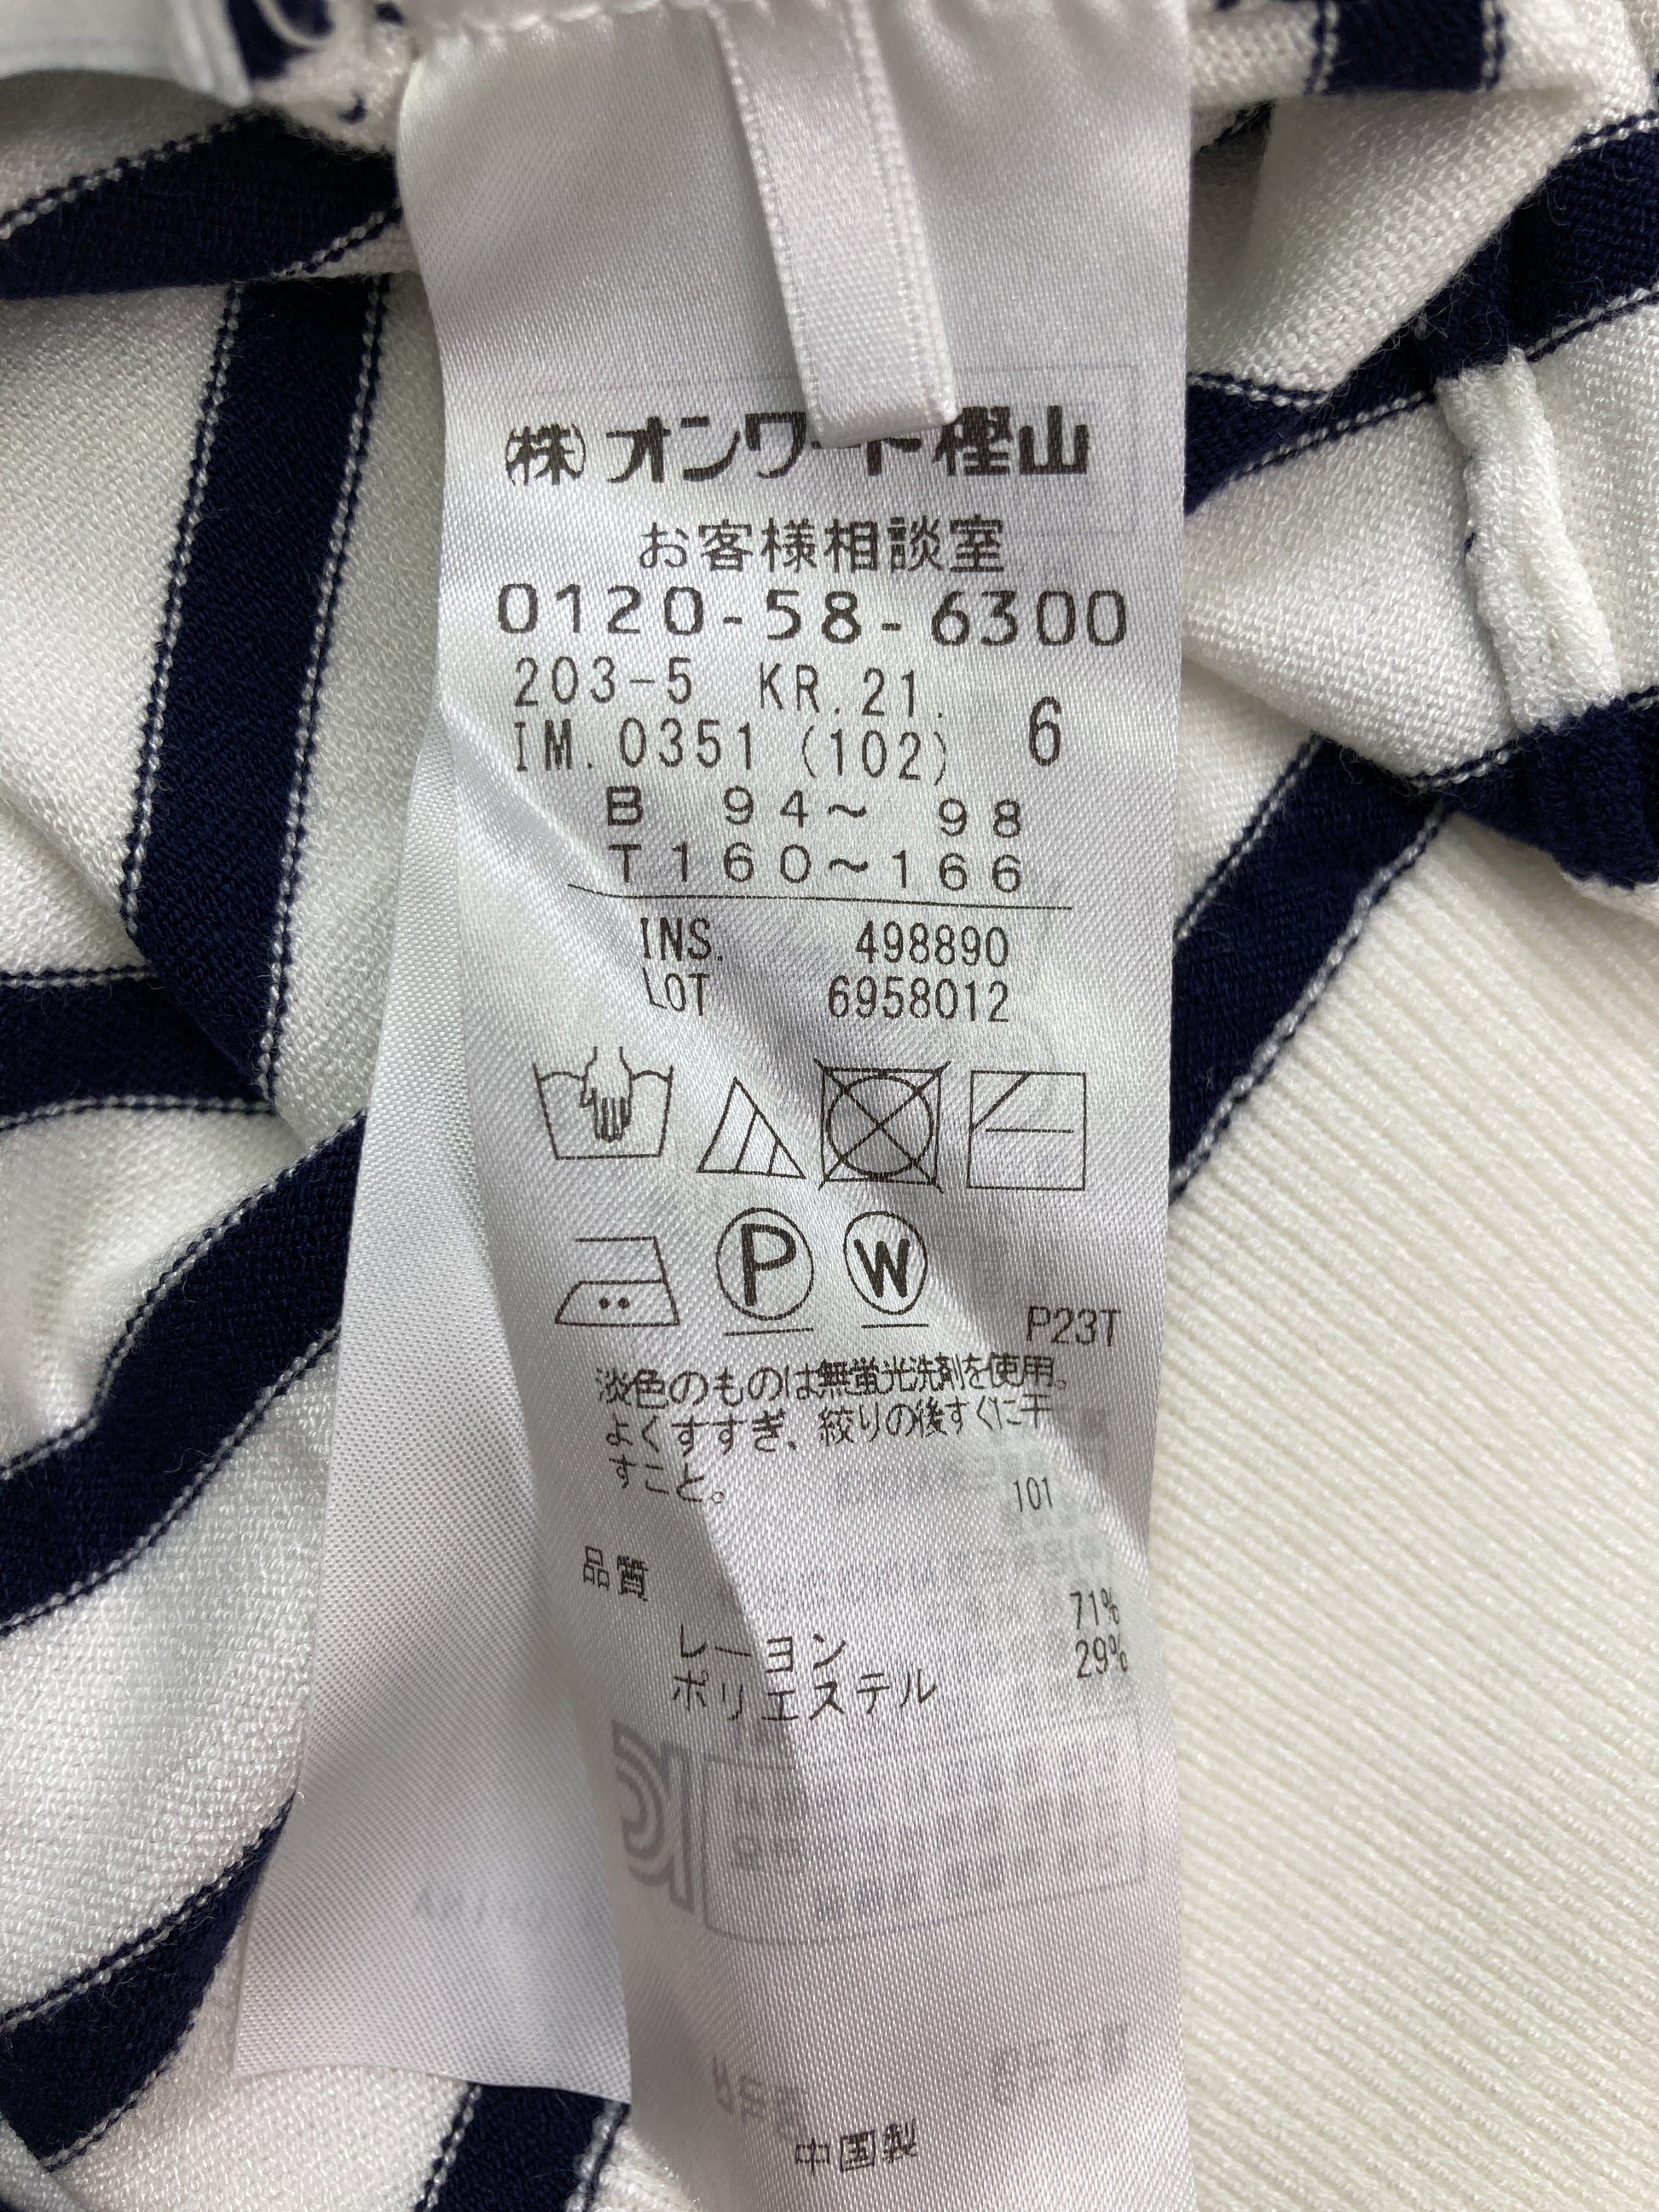 ㈱オンワード樫山
お客様相談室
0120-58-6300
203-5 KR.21.
IM.0351 (102) 6
B 94～ 98
T160～166
INS. 498890
LOT 6958012
P W
P23T
淡色のものは無蛍光洗剤を使用。
よくすすぎ、絞りの後すぐに干
すこと。
101
品質
レーヨン 71%
ポリエステル 29%
中国製